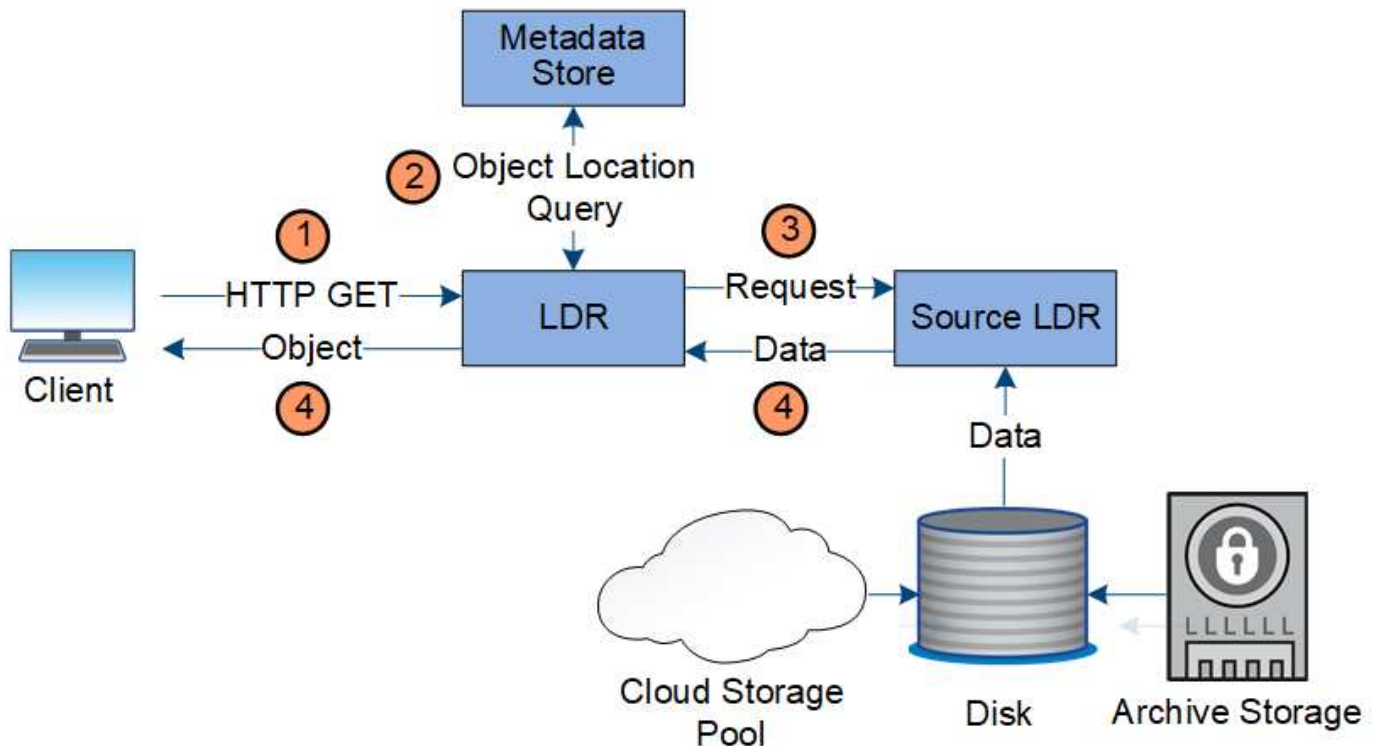 Metadata
Store
2
Object Location
Query
1
3
HTTP GET
LDR
Request
Source LDR
Object
Data
Client
4
4
Data
L L L L L L
Cloud Storage
Pool
Disk
Archive Storage